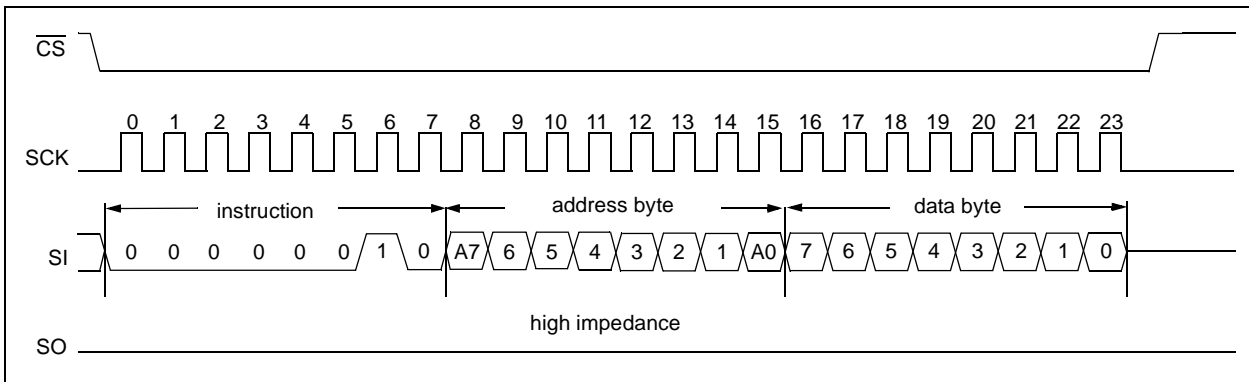 CS
0 1 2 3 4 5 6 7 8 9 10 11 12 13 14 15 16 17 18 19 20 21 22 23
SCK
instruction address byte data byte
SI 0 0 0 0 0 0 1 0 A7 6 5 4 3 2 1 A0 7 6 5 4 3 2 1 0
high impedance
SO